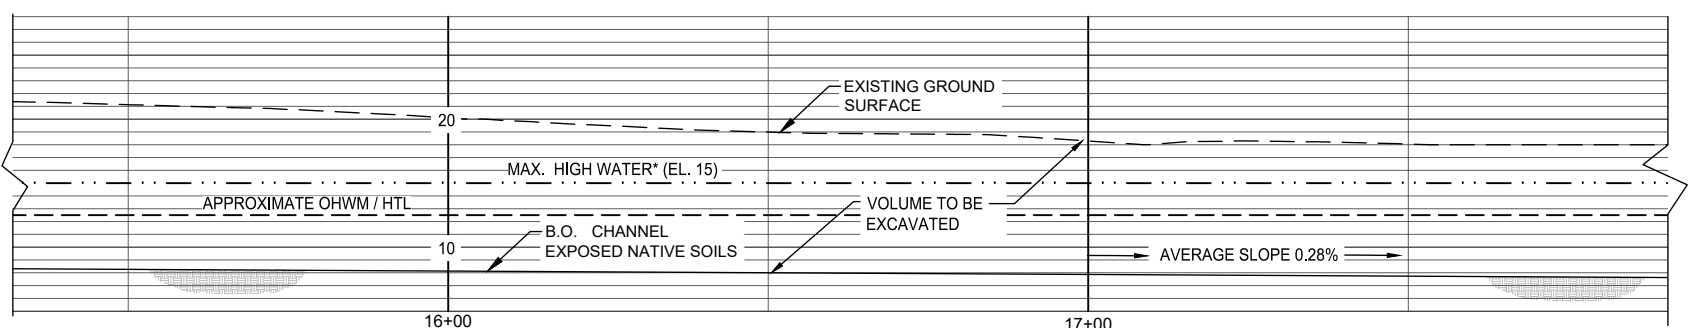 EXISTING GROUND
SURFACE
20
MAX. HIGH WATER* (EL. 15)
APPROXIMATE OHWM / HTL
VOLUME TO BE
EXCAVATED
B.O. CHANNEL
EXPOSED NATIVE SOILS
10
AVERAGE SLOPE 0.28%
16+00
17+00